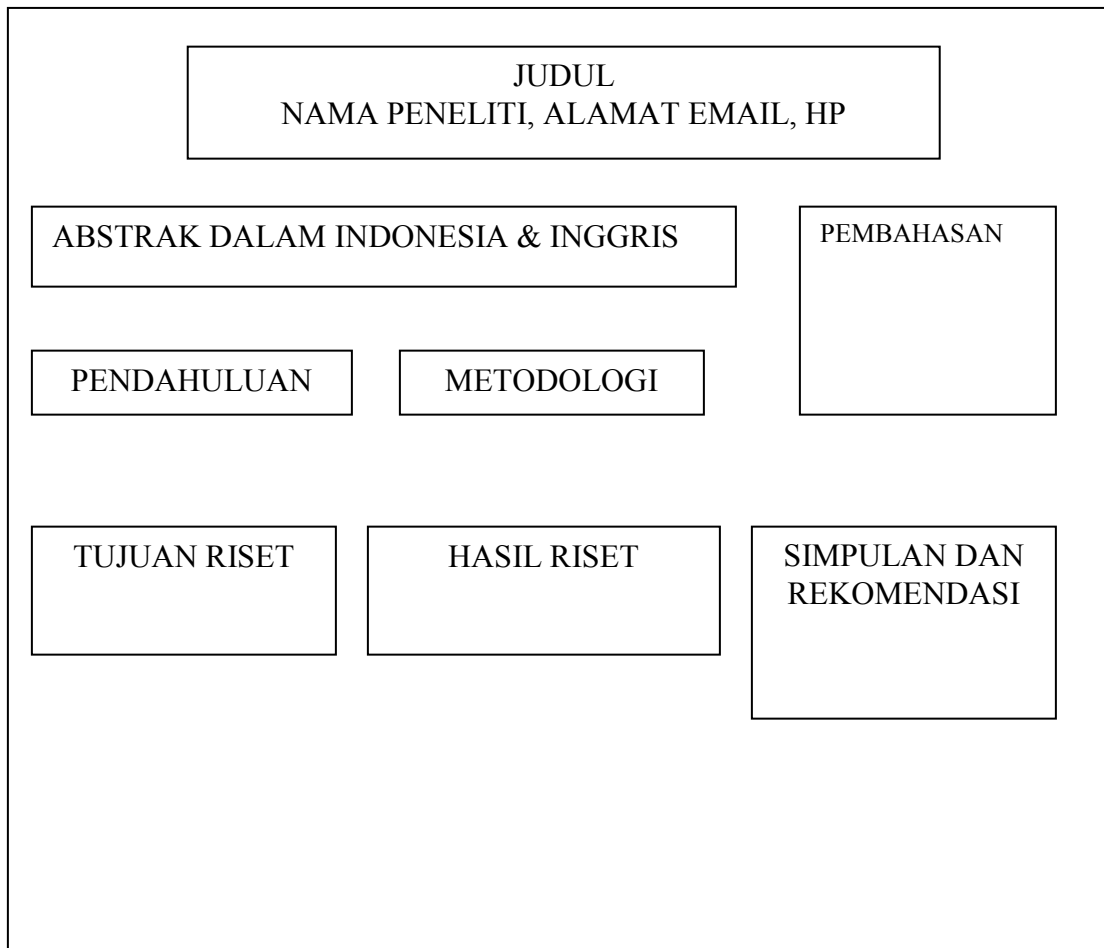 JUDUL
NAMA PENELITI, ALAMAT EMAIL, HP
ABSTRAK DALAM INDONESIA & INGGRIS
PEMBAHASAN
PENDAHULUAN
METODOLOGI
TUJUAN RISET
HASIL RISET
SIMPULAN DAN
REKOMENDASI